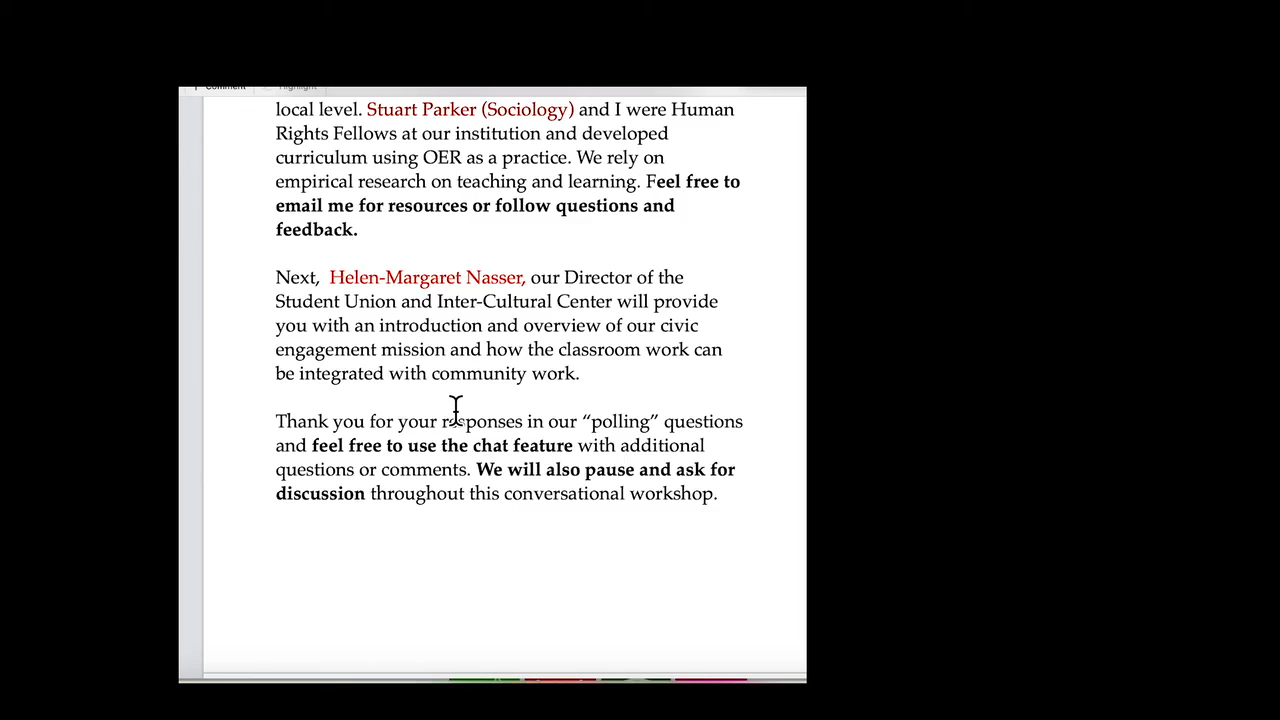 Comment Highlight
local level. Stuart Parker (Sociology) and I were Human
Rights Fellows at our institution and developed
curriculum using OER as a practice. We rely on
empirical research on teaching and learning. Feel free to
email me for resources or follow questions and
feedback.
Next, Helen-Margaret Nasser, our Director of the
Student Union and Inter-Cultural Center will provide
you with an introduction and overview of our civic
engagement mission and how the classroom work can
be integrated with community work.
Thank you for your responses in our “polling” questions
and feel free to use the chat feature with additional
questions or comments. We will also pause and ask for
discussion throughout this conversational workshop.